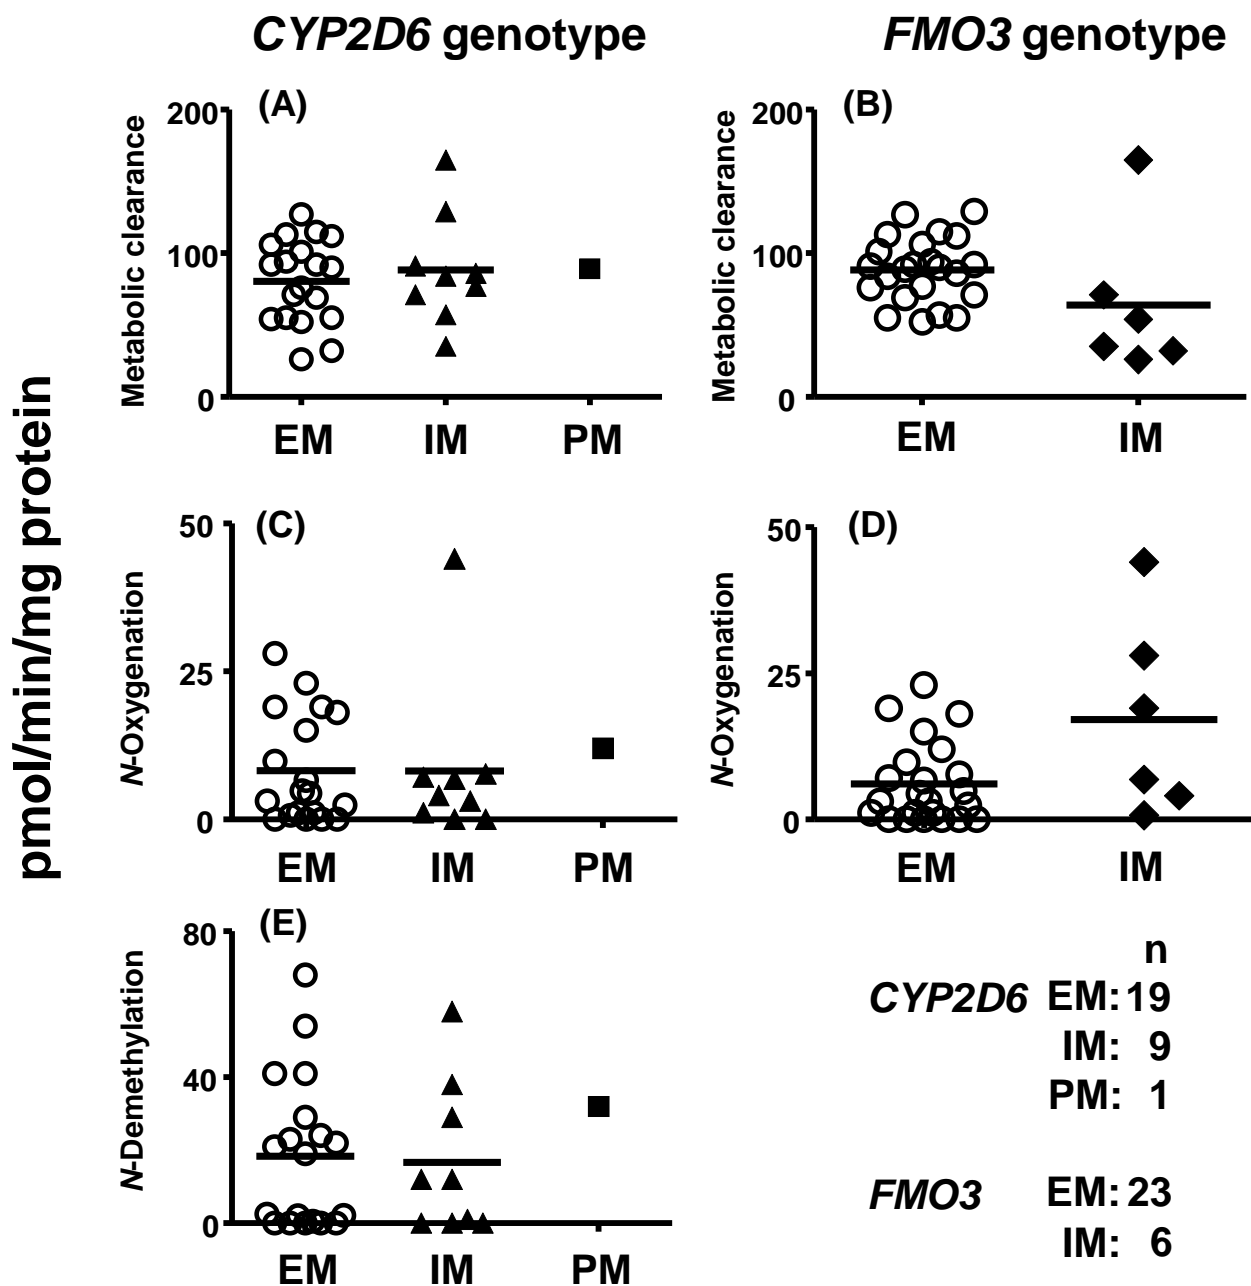 CYP2D6 genotype
FMO3 genotype
pmol/min/mg protein
(A)
Metabolic clearance
200
100
0
EM IM PM
(B)
Metabolic clearance
200
100
0
EM IM
(C)
N-Oxygenation
50
25
0
EM IM PM
(D)
N-Oxygenation
50
25
0
EM IM
(E)
N-Demethylation
80
40
0
EM IM PM
n
CYP2D6 EM: 19
IM: 9
PM: 1
FMO3 EM: 23
IM: 6